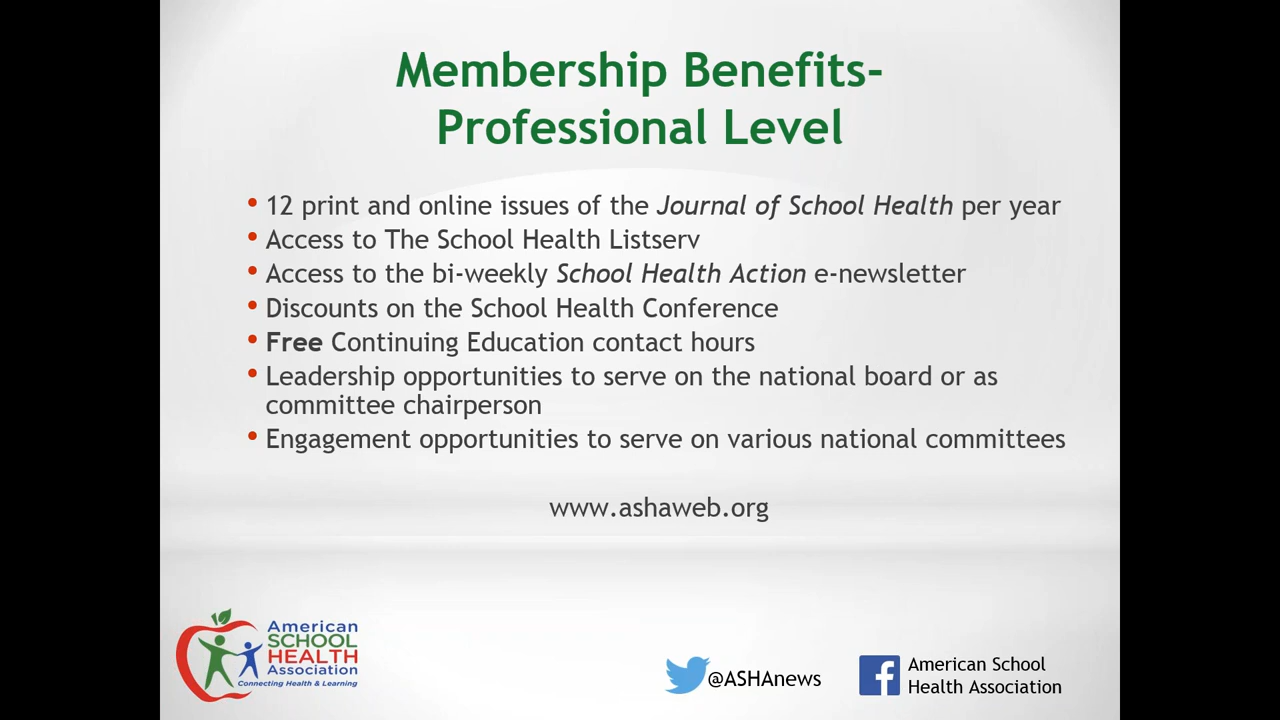 Membership Benefits-
Professional Level
• 12 print and online issues of the Journal of School Health per year
• Access to The School Health Listserv
• Access to the bi-weekly School Health Action e-newsletter
• Discounts on the School Health Conference
• Free Continuing Education contact hours
• Leadership opportunities to serve on the national board or as
committee chairperson
• Engagement opportunities to serve on various national committees
www.ashaweb.org
American
SCHOOL
HEALTH
Association
Connecting Health & Learning
@ASHAnews
American School
Health Association